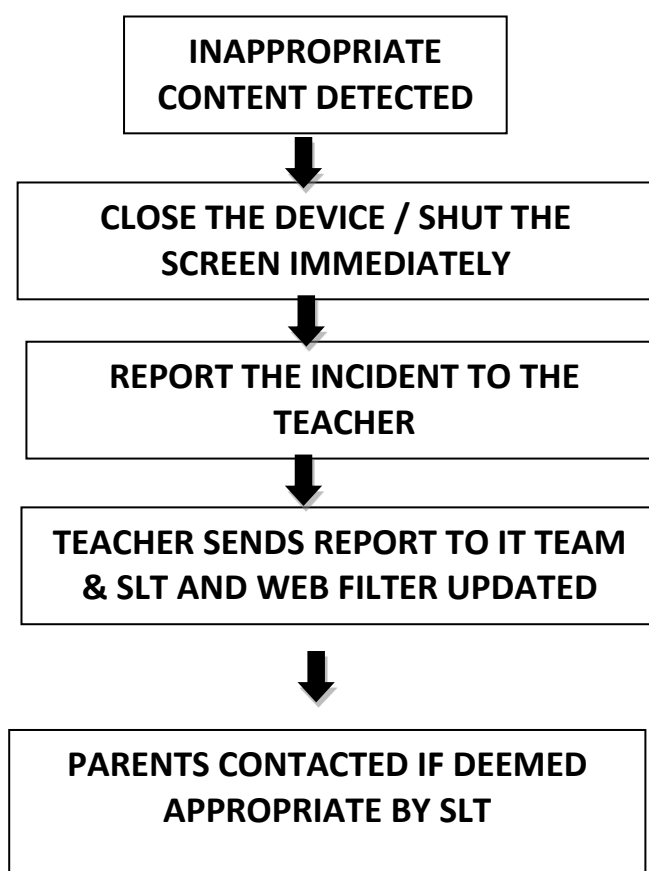 INAPPROPRIATE
CONTENT DETECTED
CLOSE THE DEVICE / SHUT THE
SCREEN IMMEDIATELY
REPORT THE INCIDENT TO THE
TEACHER
TEACHER SENDS REPORT TO IT TEAM
& SLT AND WEB FILTER UPDATED
PARENTS CONTACTED IF DEEMED
APPROPRIATE BY SLT